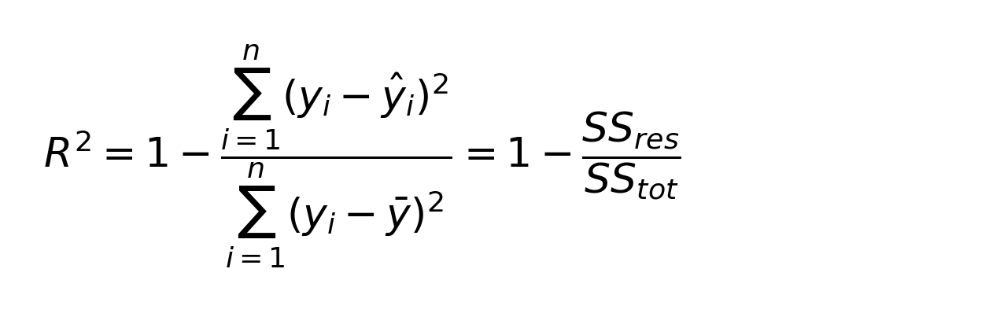 R² = 1 − \frac{\sum_{i=1}^{n} (y_i − \hat{y}_i)^2}{\sum_{i=1}^{n} (y_i − \bar{y})^2} = 1 − \frac{SS_{res}}{SS_{tot}}